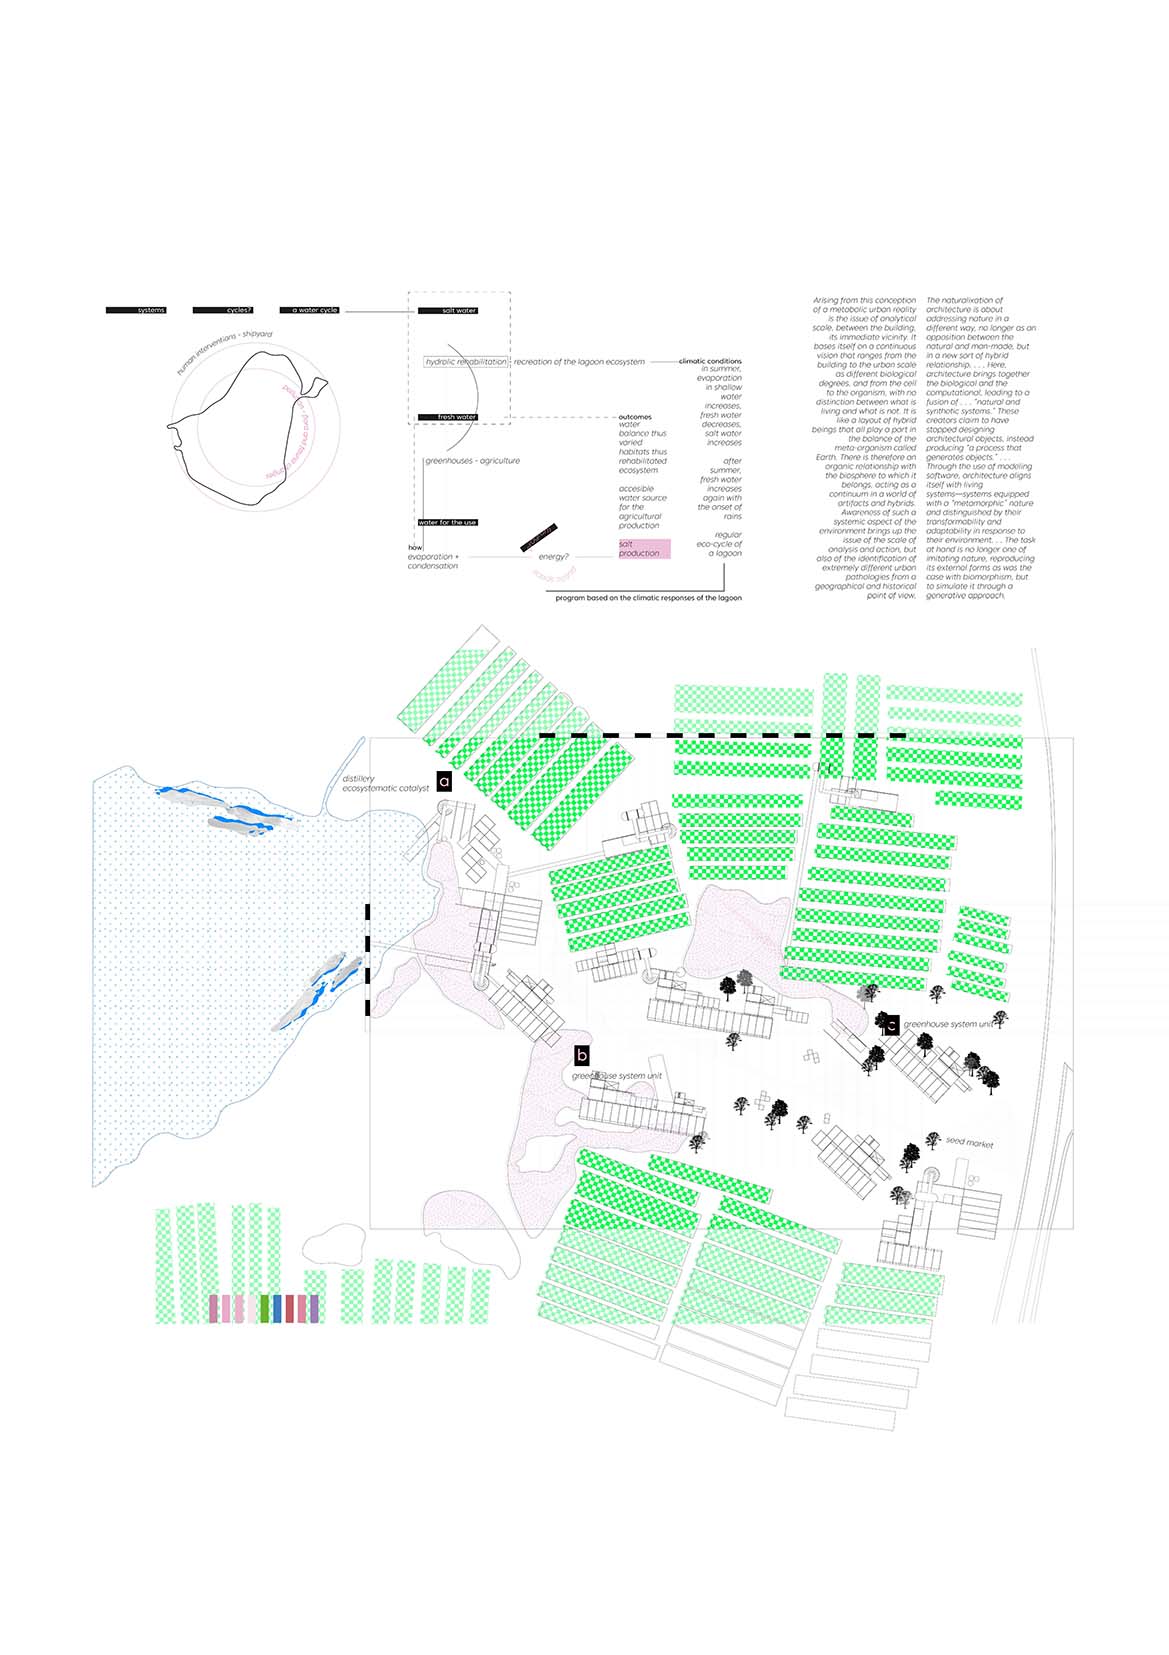 systems
cycles?
a water cycle
salt water
human interventions - shipyard
hydrolic rehabilitation
recreation of the lagoon ecosystem
climatic conditions
in summer,
evaporation
in shallow
water
increases,
fresh water
decreases,
salt water
increases
after
summer,
fresh water
increases
again with
the onset of
rains
regular
eco-cycle of
a lagoon
fresh water
outcomes
water
balance thus
varied
habitats thus
rehabilitated
ecosystem
accesible
water source
for the
agricultural
production
salt
production
greenhouses - agriculture
water for the use
how
evaporation +
condensation
energy?
program based on the climatic responses of the lagoon
Arising from this conception
of a metabolic urban reality
is the issue of analytical
scale, between the building,
its immediate vicinity. It
bases itself on a continuous
vision that ranges from the
building to the urban scale
as different biological
degrees, and from the cell
to the organism, with no
distinction between what is
living and what is not. It is
like a layout of hybrid
beings that all play a part in
the balance of the
meta-organism called
Earth. There is therefore an
organic relationship with
the biosphere to which it
belongs, acting as a
continuum in a world of
artifacts and hybrids.
Awareness of such a
systemic aspect of the
environment brings up the
issue of the scale of
analysis and action, but
also of the identification of
extremely different urban
pathologies from a
geographical and historical
point of view.
The naturalixation of
architecture is about
addressing nature in a
different way, no longer as an
opposition between the
natural and man-made, but
in a new sort of hybrid
relationship. . . . Here,
architecture brings together
the biological and the
computational, leading to a
fusion of . . . "natural and
synthetic systems." These
creators claim to have
stopped designing
architectural objects, instead
producing "a process that
generates objects." . . .
Through the use of modeling
software, architecture aligns
itself with living
systems—systems equipped
with a "metamorphic" nature
and distinguished by their
transformability and
adaptability in response to
their environment. . . The task
at hand is no longer one of
imitating nature, reproducing
its external forms as was the
case with biomorphism, but
to simulate it through a
generative approach.
distillery
ecosystematic catalyst
a
b
greenhouse system unit
c
greenhouse system unit
seed market